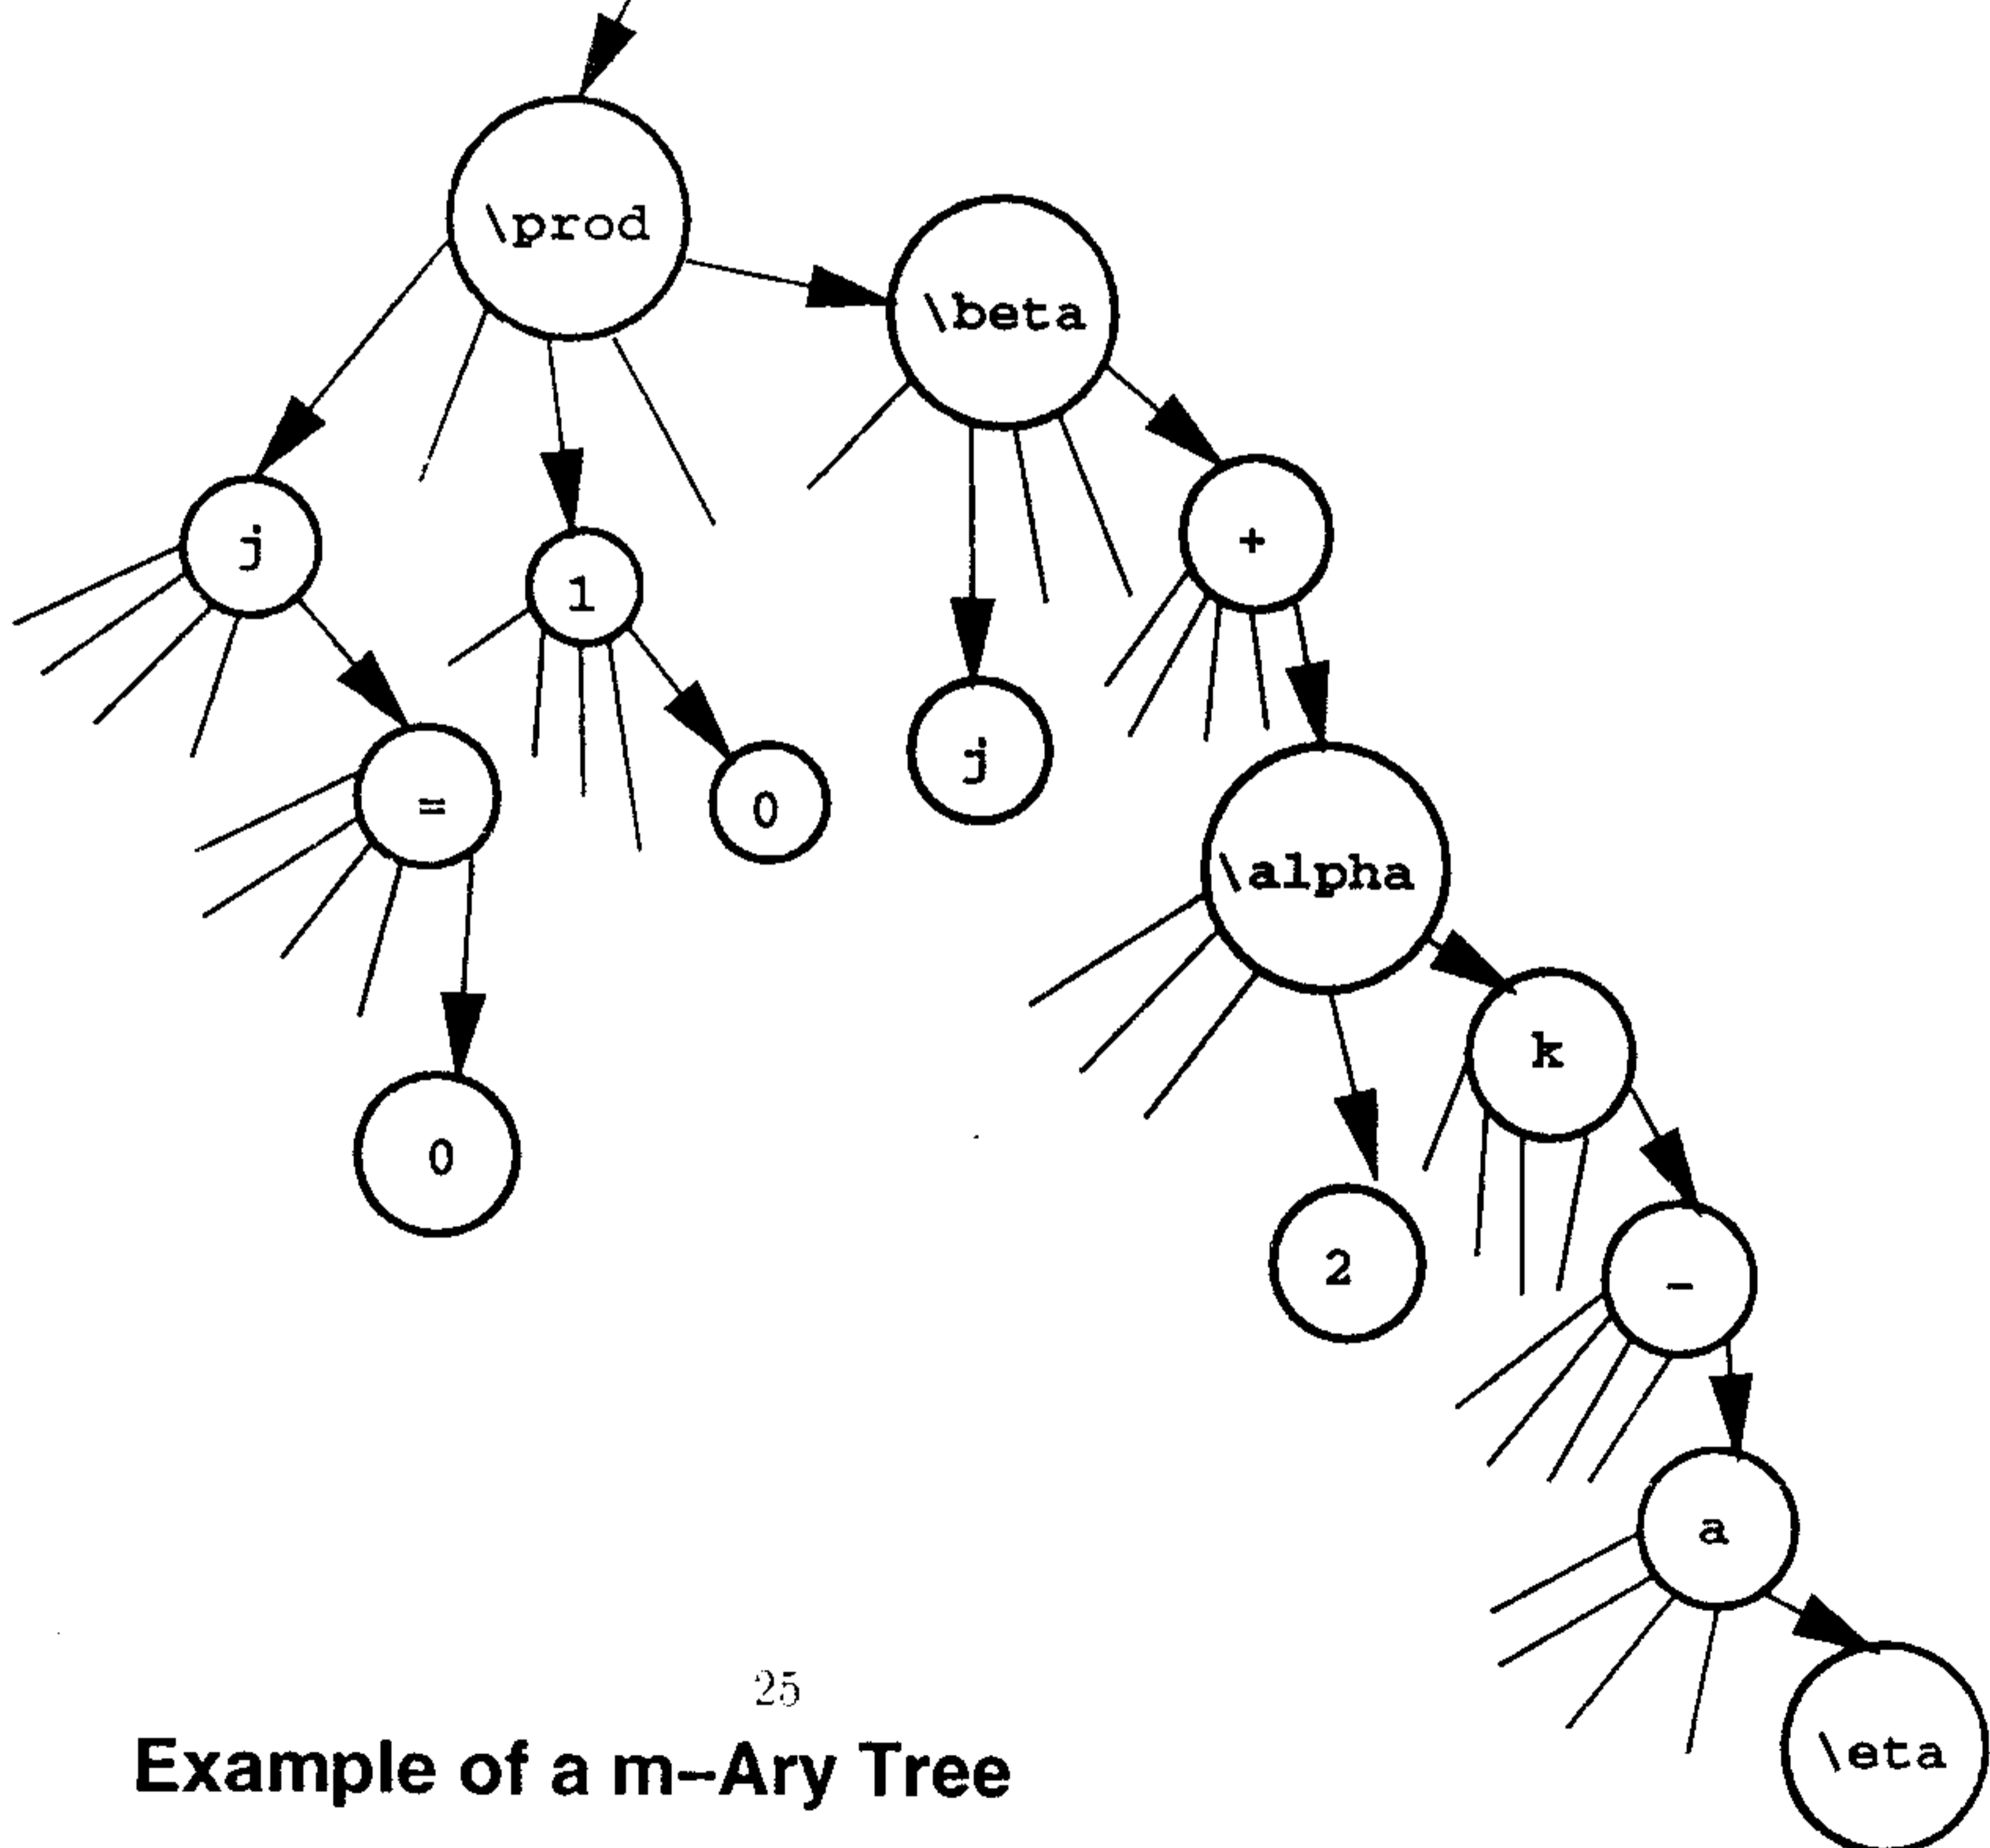 \prod
\beta
j
1
+
=
0
j
\alpha
0
k
2
-
a
\eta
25
Example of a m-Ary Tree